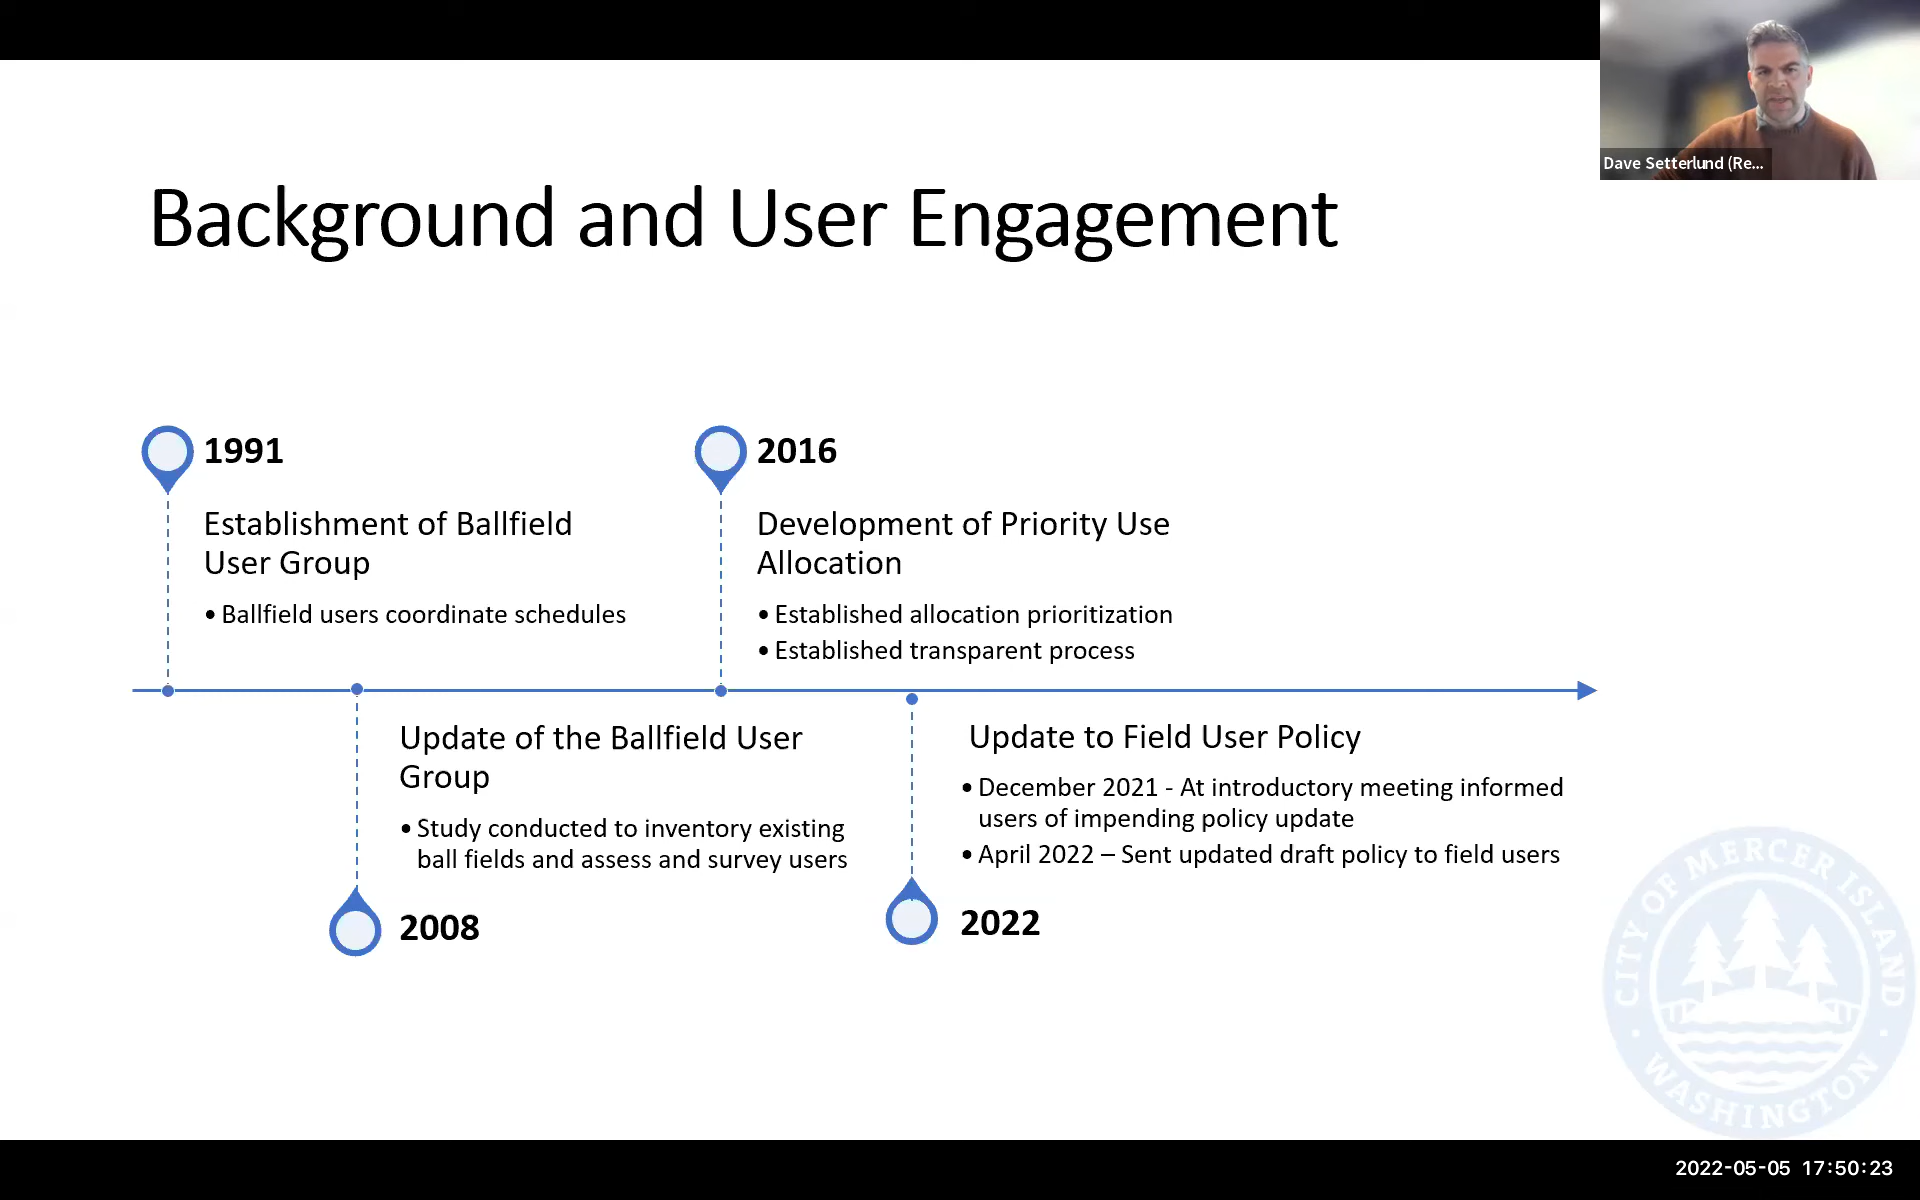 Dave Setterlund (Re...
Background and User Engagement
1991
Establishment of Ballfield
User Group
• Ballfield users coordinate schedules
2016
Development of Priority Use
Allocation
• Established allocation prioritization
• Established transparent process
Update of the Ballfield User
Group
• Study conducted to inventory existing
ball fields and assess and survey users
2008
Update to Field User Policy
• December 2021 - At introductory meeting informed
users of impending policy update
• April 2022 – Sent updated draft policy to field users
2022
CITY OF MERCER ISLAND
• WASHINGTON •
2022-05-05 17:50:23